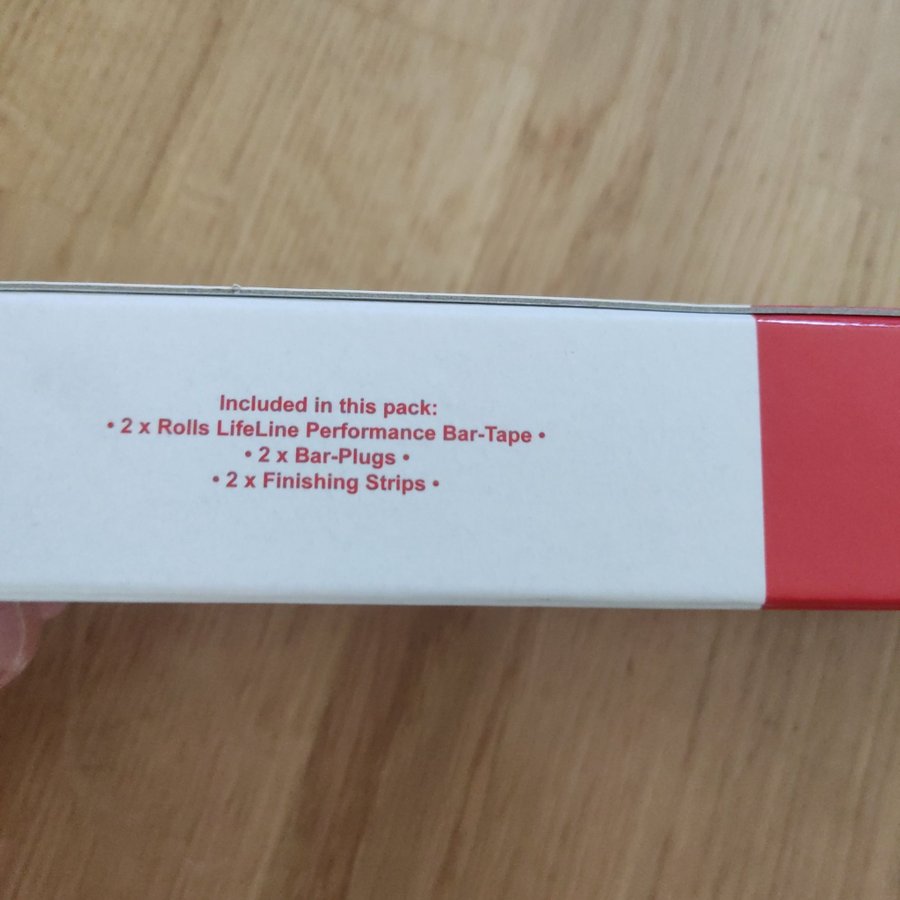 Included in this pack:
• 2 x Rolls LifeLine Performance Bar-Tape •
• 2 x Bar-Plugs •
• 2 x Finishing Strips •